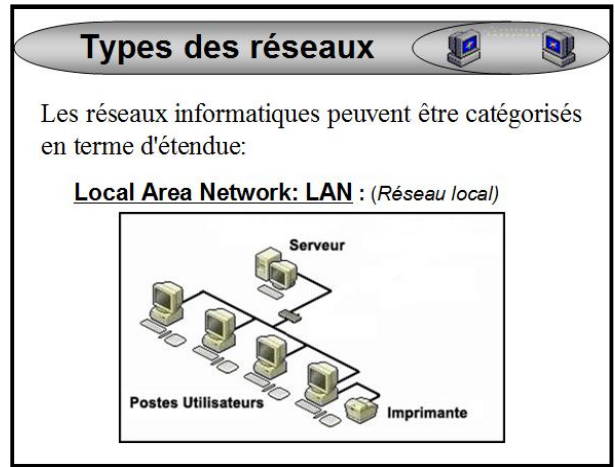 Types des réseaux
Les réseaux informatiques peuvent être catégorisés
en terme d'étendue:
Local Area Network: LAN : (Réseau local)
Serveur
Postes Utilisateurs
Imprimante